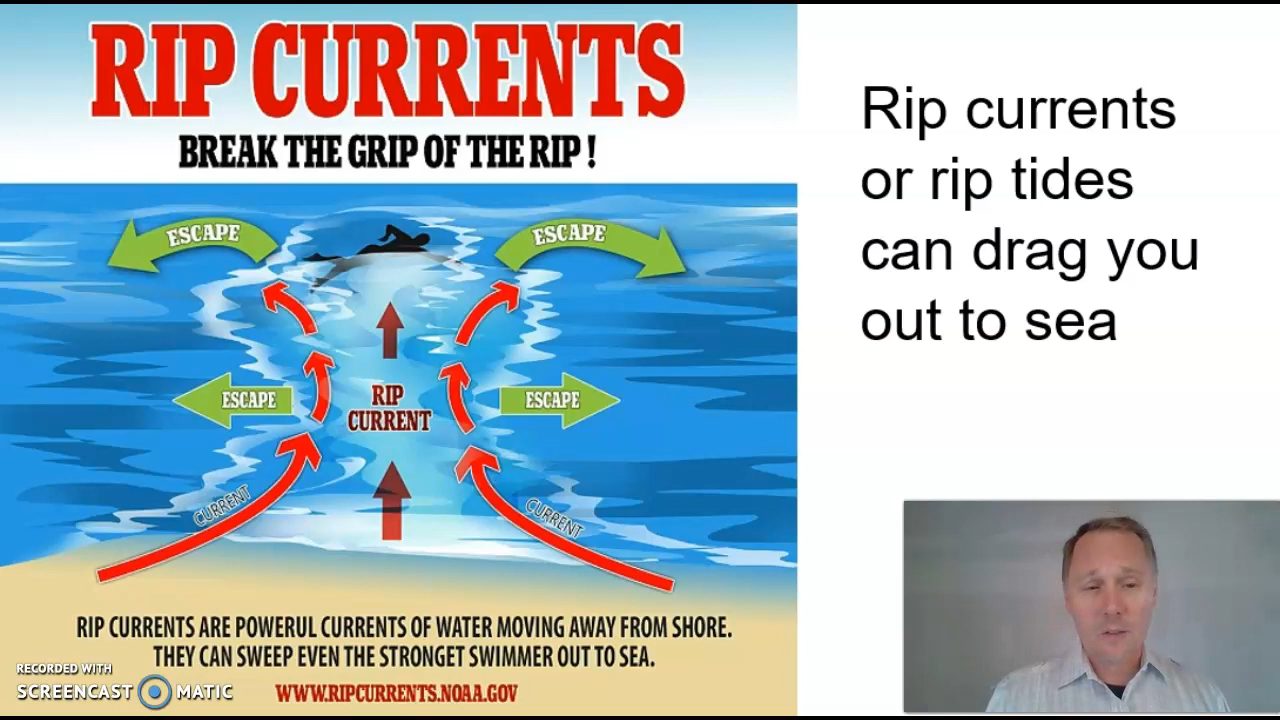 RIP CURRENTS
BREAK THE GRIP OF THE RIP !
ESCAPE
ESCAPE
RIP
CURRENT
ESCAPE
ESCAPE
CURRENT
CURRENT
RIP CURRENTS ARE POWERUL CURRENTS OF WATER MOVING AWAY FROM SHORE.
THEY CAN SWEEP EVEN THE STRONGET SWIMMER OUT TO SEA.
WWW.RIPCURRENTS.NOAA.GOV
RECORDED WITH
SCREENCAST MATIC
Rip currents
or rip tides
can drag you
out to sea